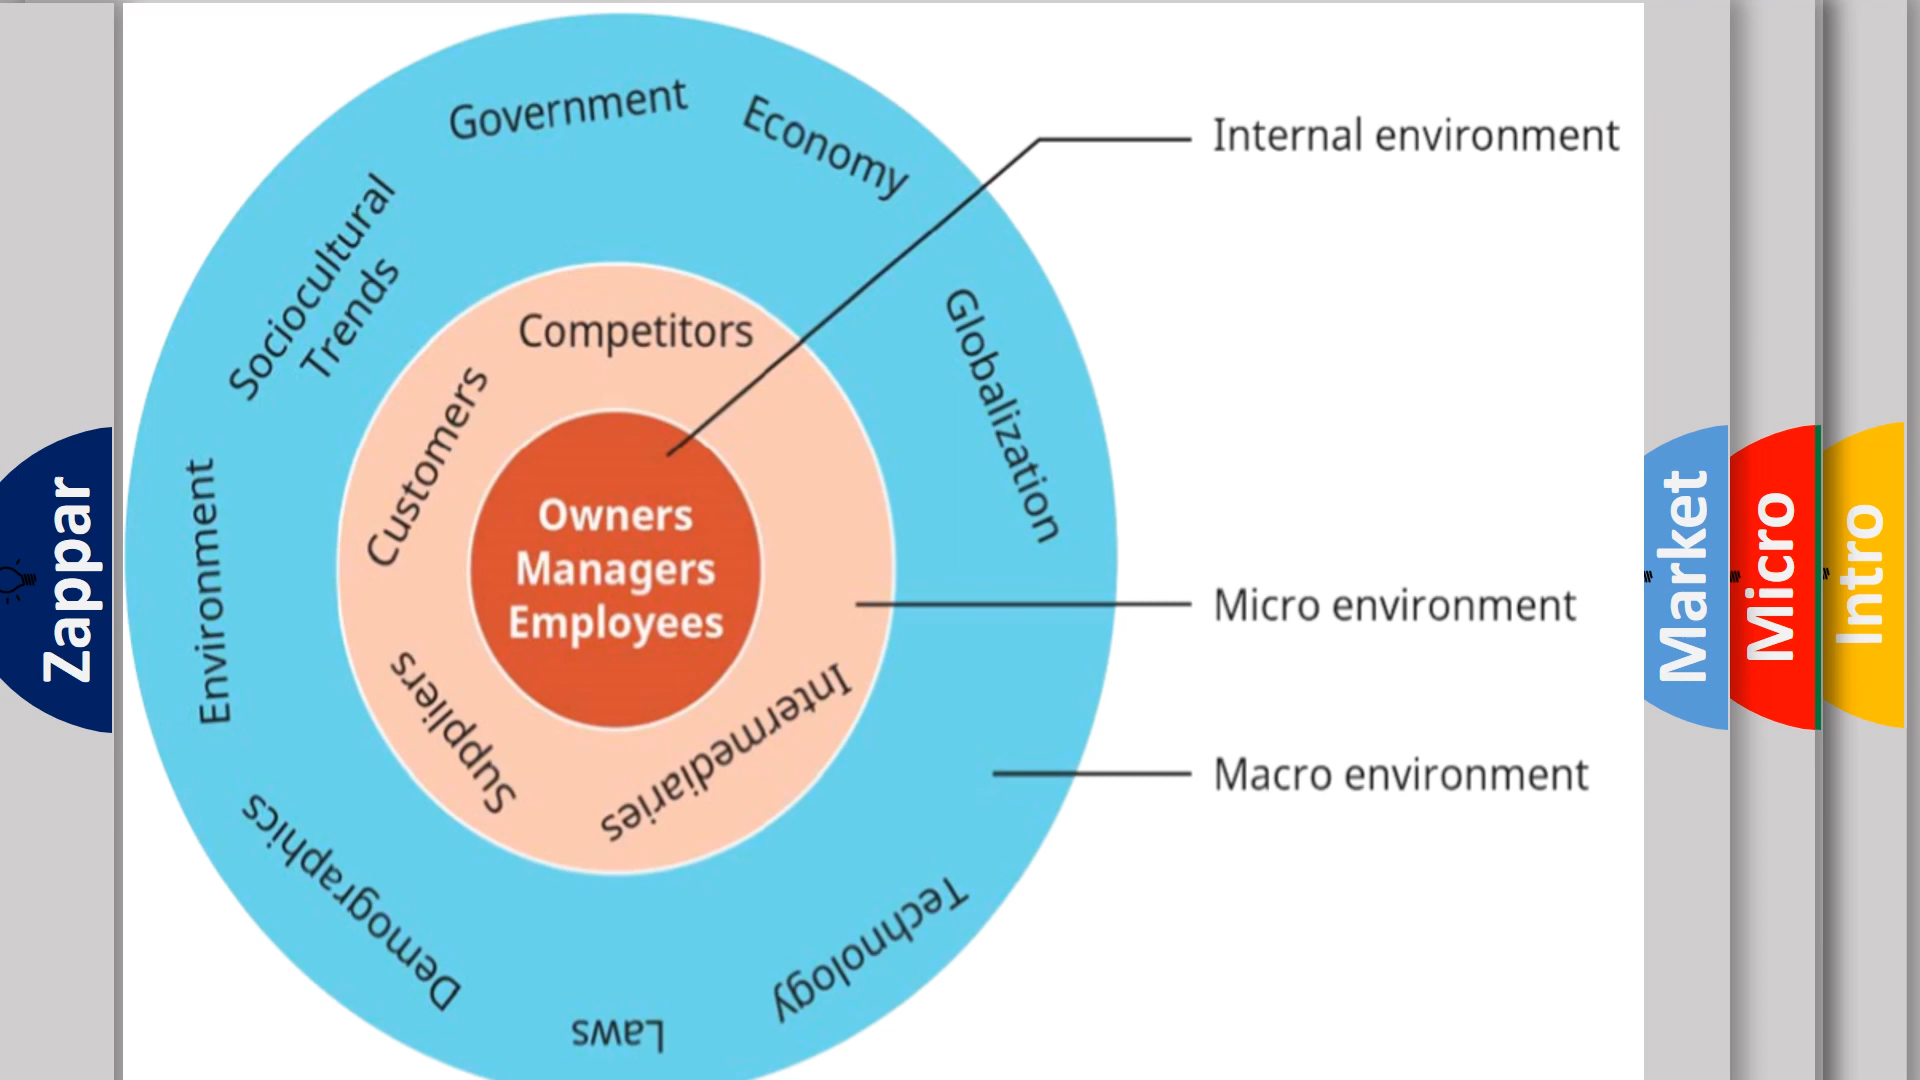 Government
Economy
Internal environment
Sociocultural
Trends
Globalization
Competitors
Customers
Owners
Managers
Employees
Environment
Micro environment
Suppliers
Intermediaries
Macro environment
Demographics
Technology
Laws
Zappar
Market
Micro
Intro